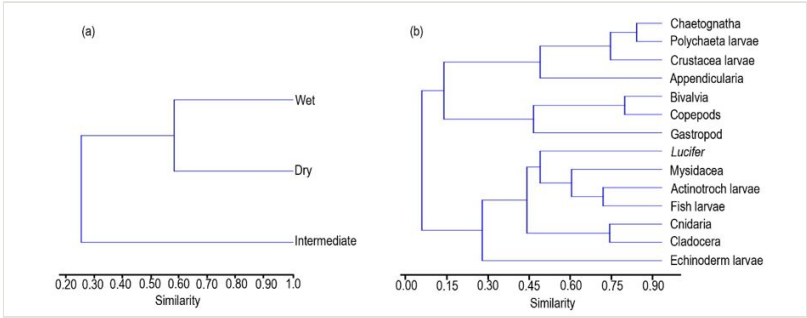 (a)
Wet
Dry
Intermediate
0.20 0.30 0.40 0.50 0.60 0.70 0.80 0.90 1.0
Similarity
(b)
Chaetognatha
Polychaeta larvae
Crustacea larvae
Appendicularia
Bivalvia
Copepods
Gastropod
Lucifer
Mysidacea
Actinotroch larvae
Fish larvae
Cnidaria
Cladocera
Echinoderm larvae
0.00 0.15 0.30 0.45 0.60 0.75 0.90
Similarity